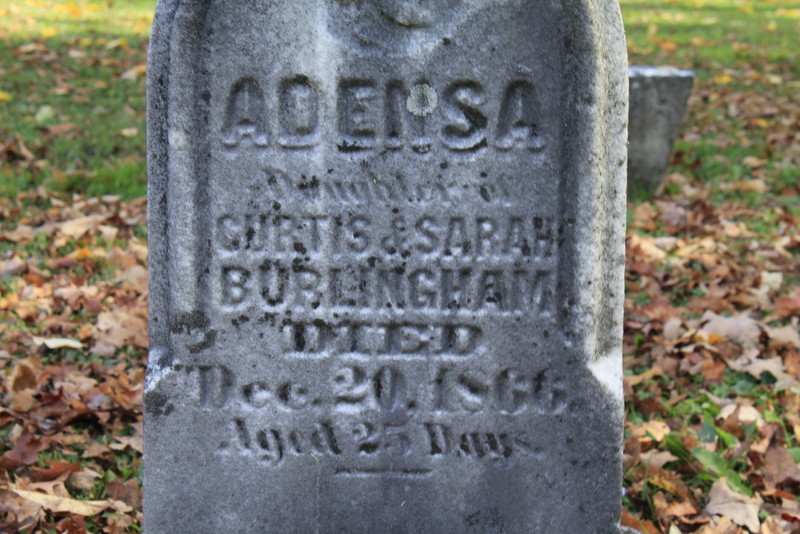 ADENSA
Daughter of
CURTIS & SARAH
BURLINGHAM
DIED
Dec. 20, 1866.
Aged 25 Days